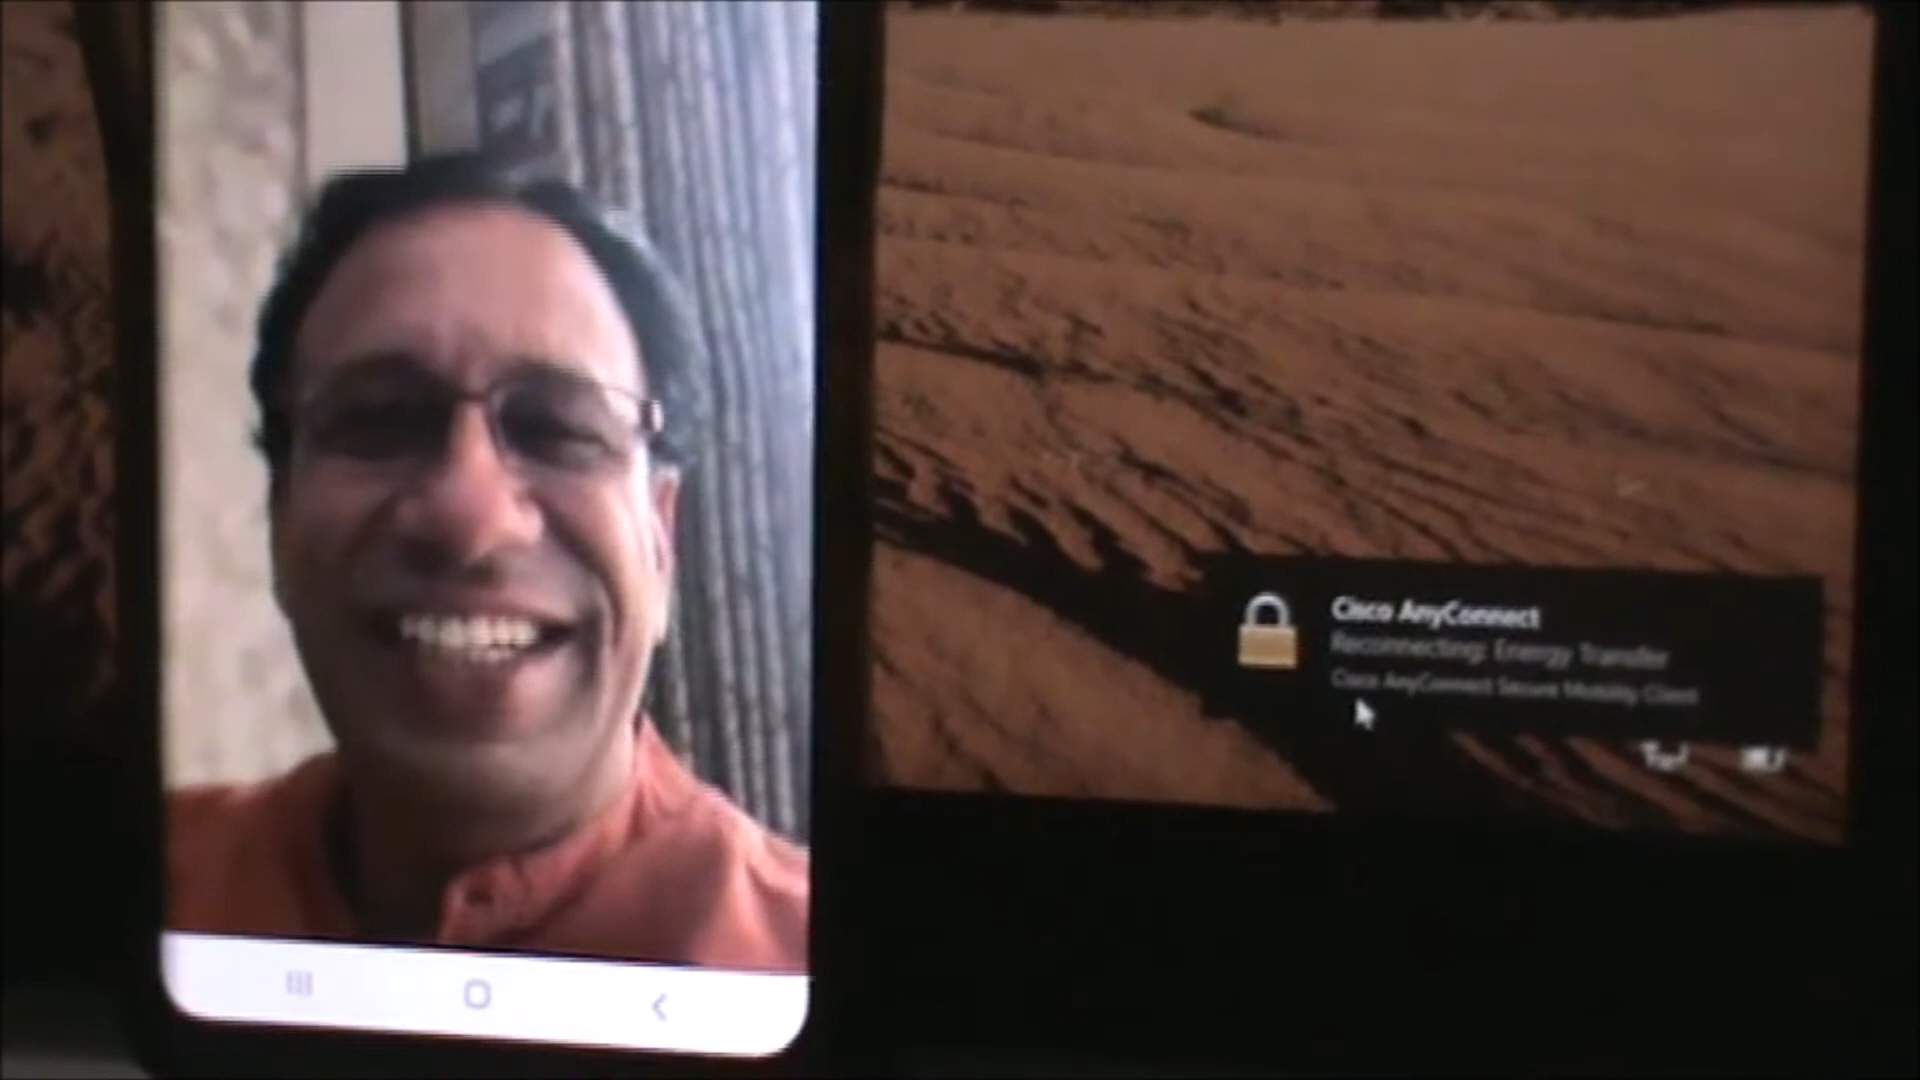 Cisco AnyConnect
Reconnecting: Energy Transfer
Cisco AnyConnect Secure Mobility Client